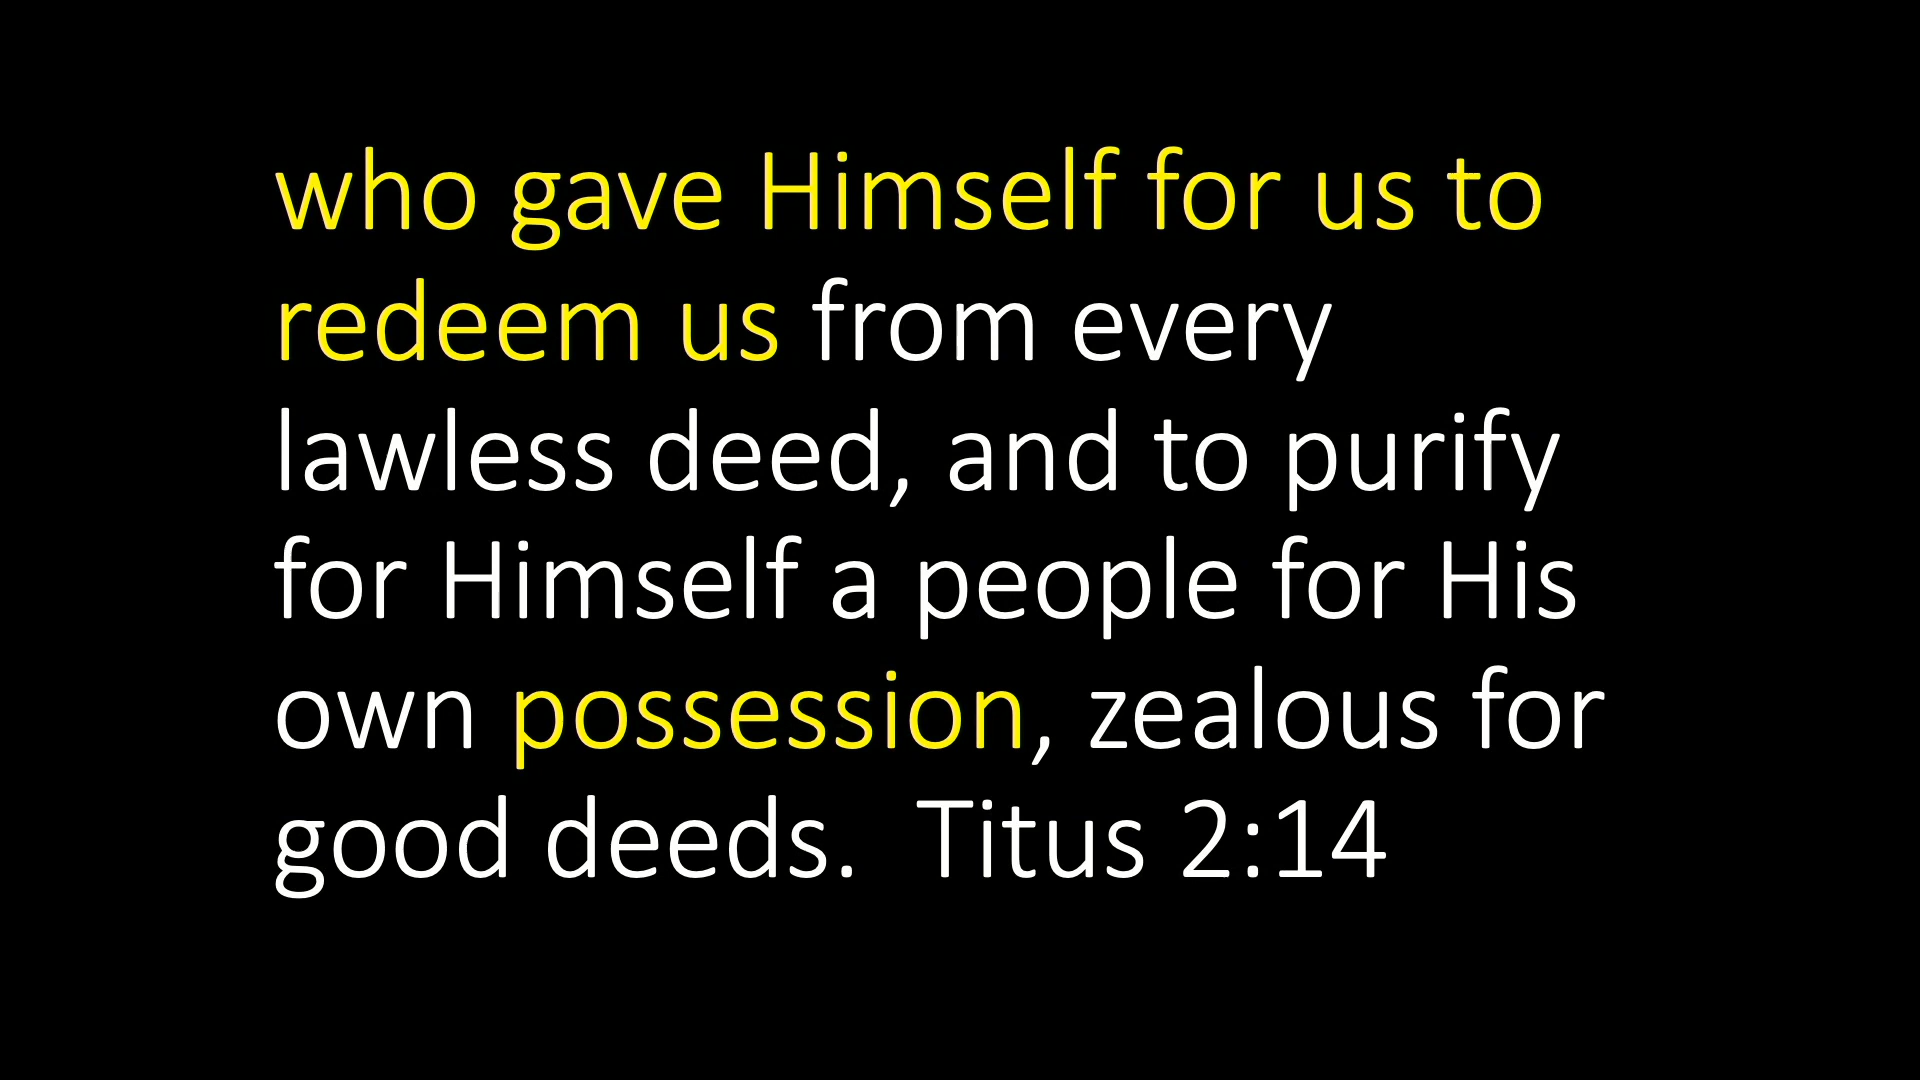 who gave Himself for us to
redeem us from every
lawless deed, and to purify
for Himself a people for His
own possession, zealous for
good deeds.  Titus 2:14